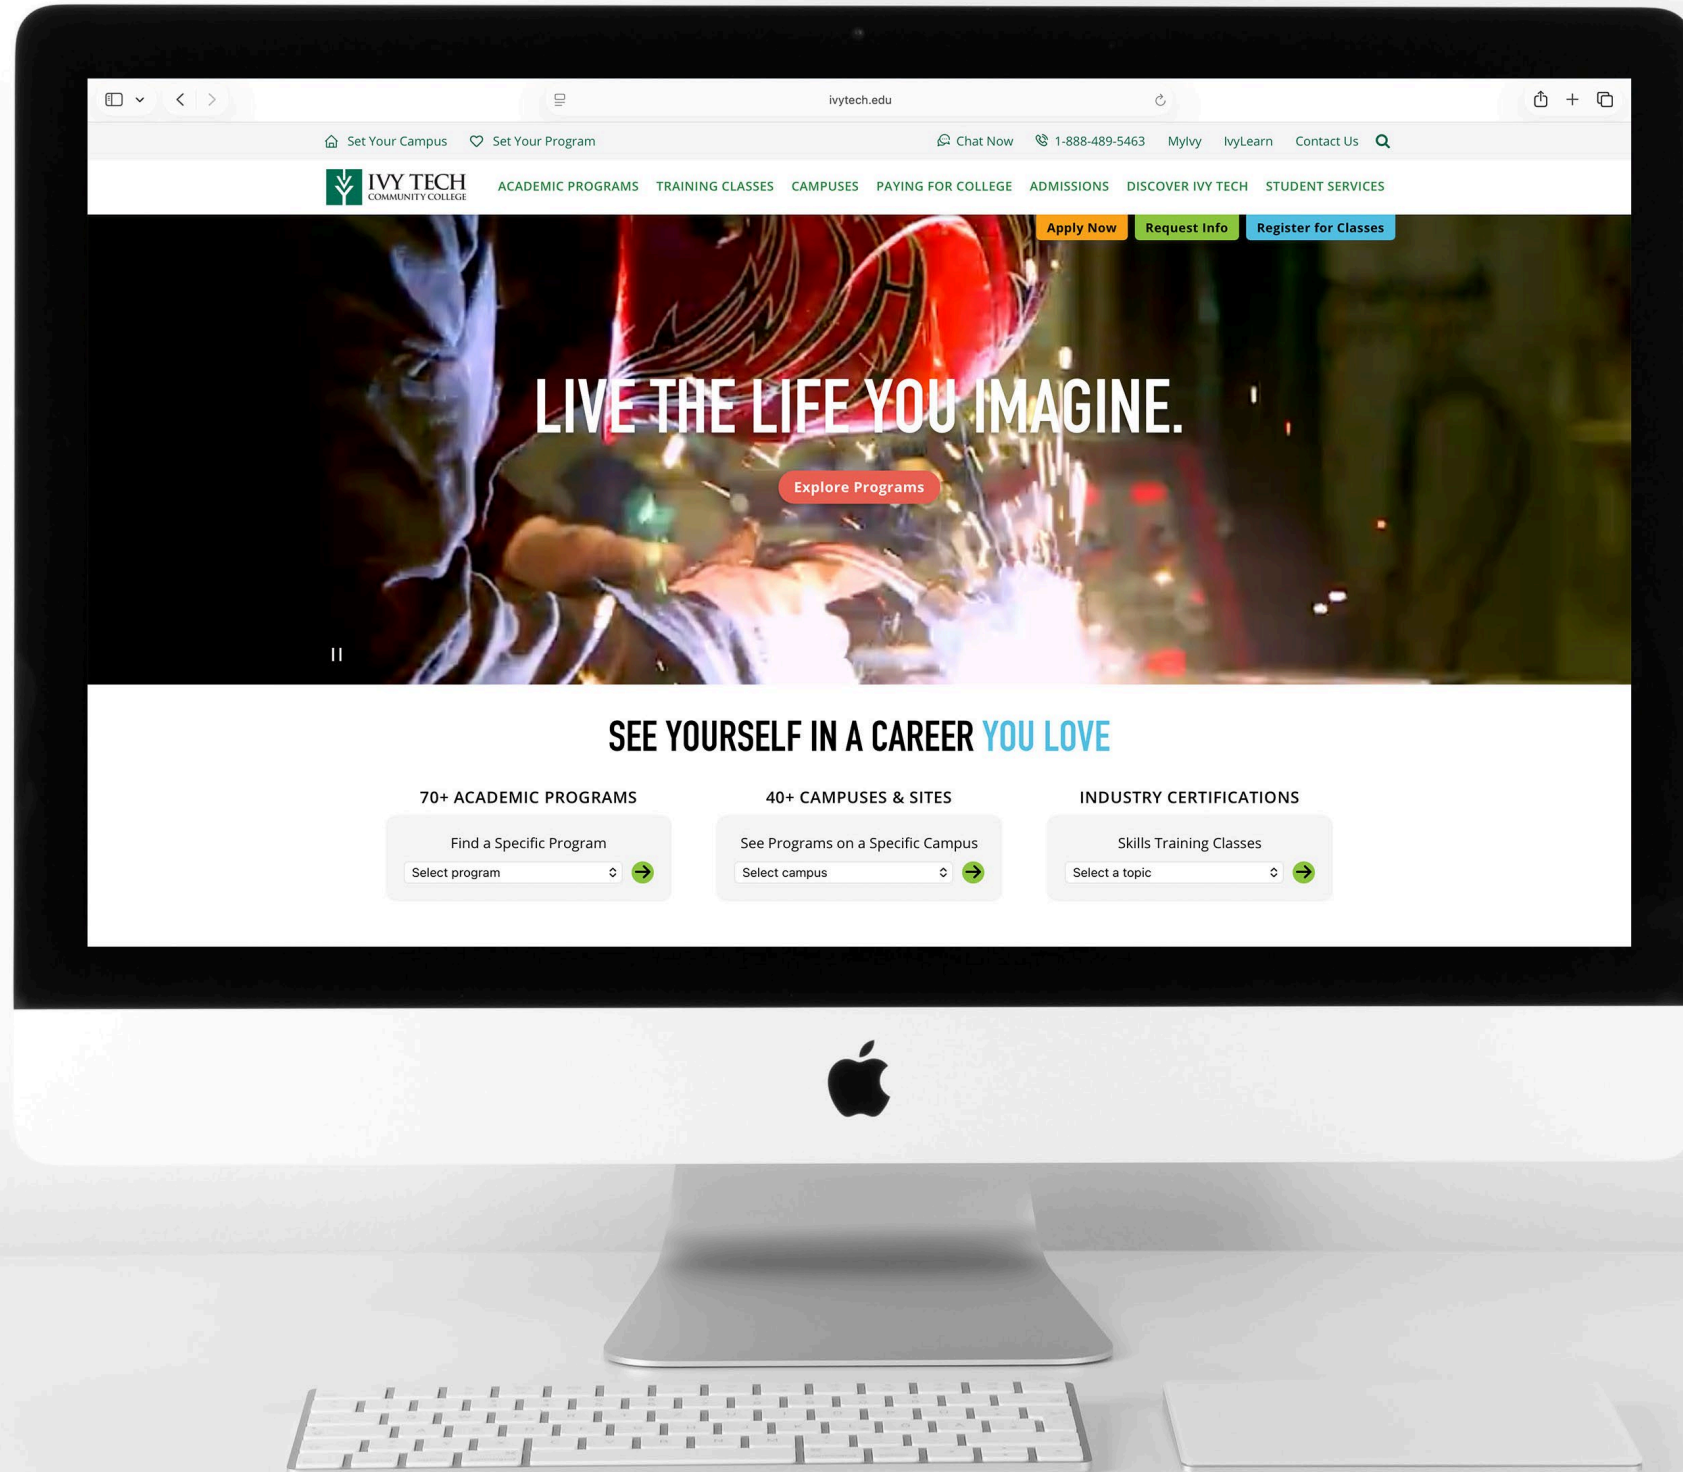 ivytech.edu
Set Your Campus Set Your Program Chat Now 1-888-489-5463 MyIvy IvyLearn Contact Us
IVY TECH
COMMUNITY COLLEGE
ACADEMIC PROGRAMS TRAINING CLASSES CAMPUSES PAYING FOR COLLEGE ADMISSIONS DISCOVER IVY TECH STUDENT SERVICES
Apply Now Request Info Register for Classes
LIVE THE LIFE YOU IMAGINE.
Explore Programs
SEE YOURSELF IN A CAREER YOU LOVE
70+ ACADEMIC PROGRAMS
Find a Specific Program
Select program
40+ CAMPUSES & SITES
See Programs on a Specific Campus
Select campus
INDUSTRY CERTIFICATIONS
Skills Training Classes
Select a topic